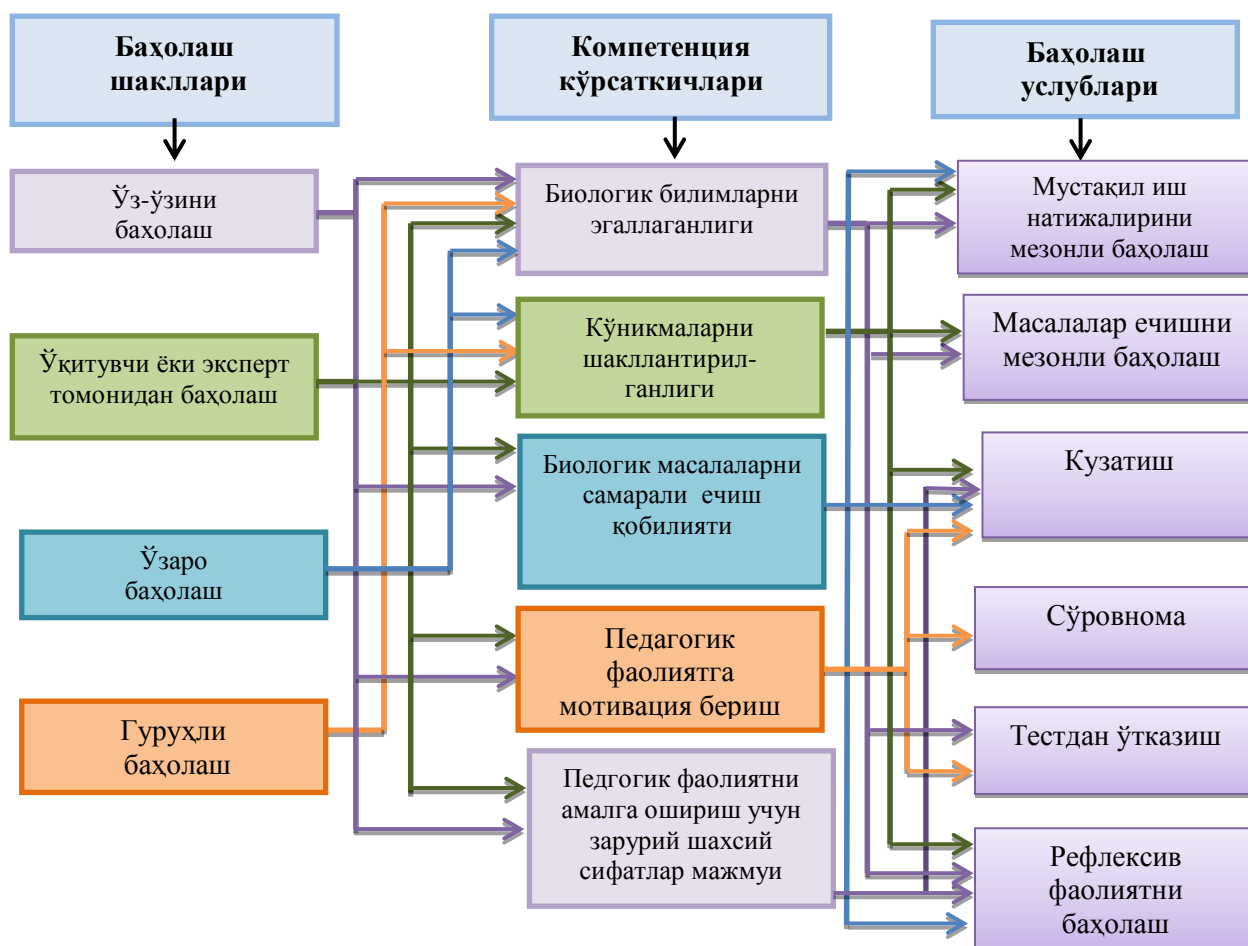 Баҳолаш
шакллари
Компетенция
кўрсаткичлари
Баҳолаш
услублари
Ўз-ўзини
баҳолаш
Ўқитувчи ёки эксперт
томонидан баҳолаш
Ўзаро
баҳолаш
Гуруҳли
баҳолаш
Биологик билимларни
эгаллаганлиги
Кўникмаларни
шакллантирил-
ганлиги
Биологик масалаларни
самарали ечиш
қобилияти
Педагогик
фаолиятга
мотивация бериш
Педгогик фаолиятни
амалга ошириш учун
зарурий шахсий
сифатлар мажмуи
Мустақил иш
натижалирини
мезонли баҳолаш
Масалалар ечишни
мезонли баҳолаш
Кузатиш
Сўровнома
Тестдан ўтказиш
Рефлексив
фаолиятни
баҳолаш